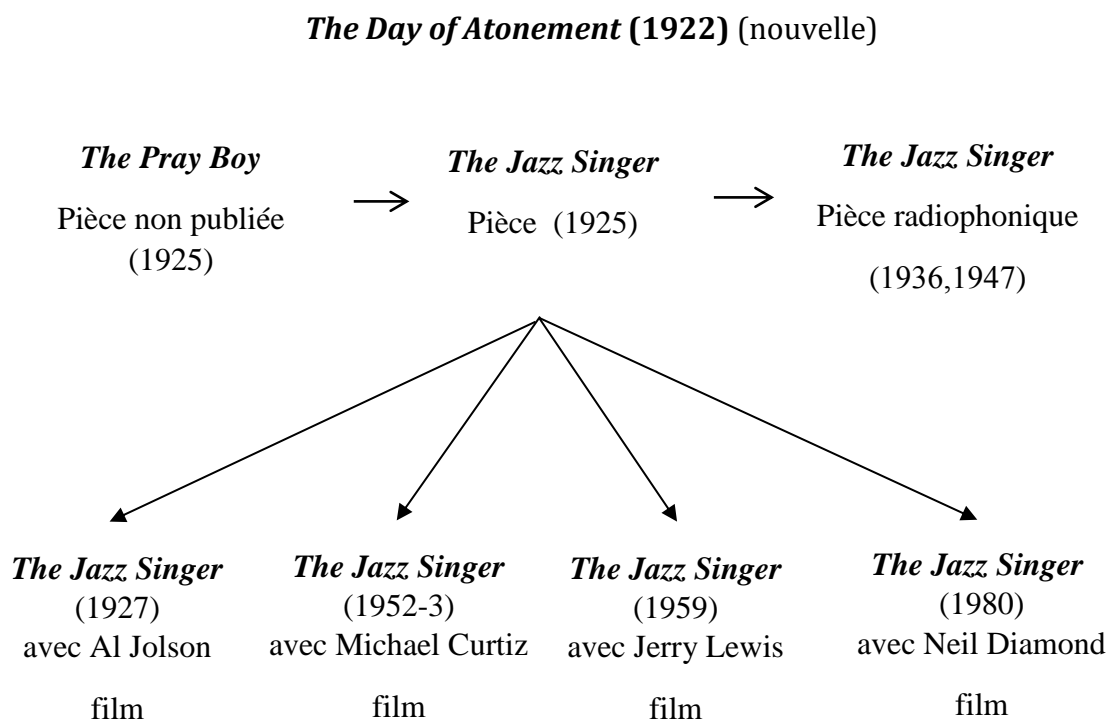 The Day of Atonement (1922) (nouvelle)
The Pray Boy
Pièce non publiée
(1925)
The Jazz Singer
Pièce (1925)
The Jazz Singer
Pièce radiophonique
(1936,1947)
The Jazz Singer
(1927)
avec Al Jolson
film
The Jazz Singer
(1952-3)
avec Michael Curtiz
film
The Jazz Singer
(1959)
avec Jerry Lewis
film
The Jazz Singer
(1980)
avec Neil Diamond
film